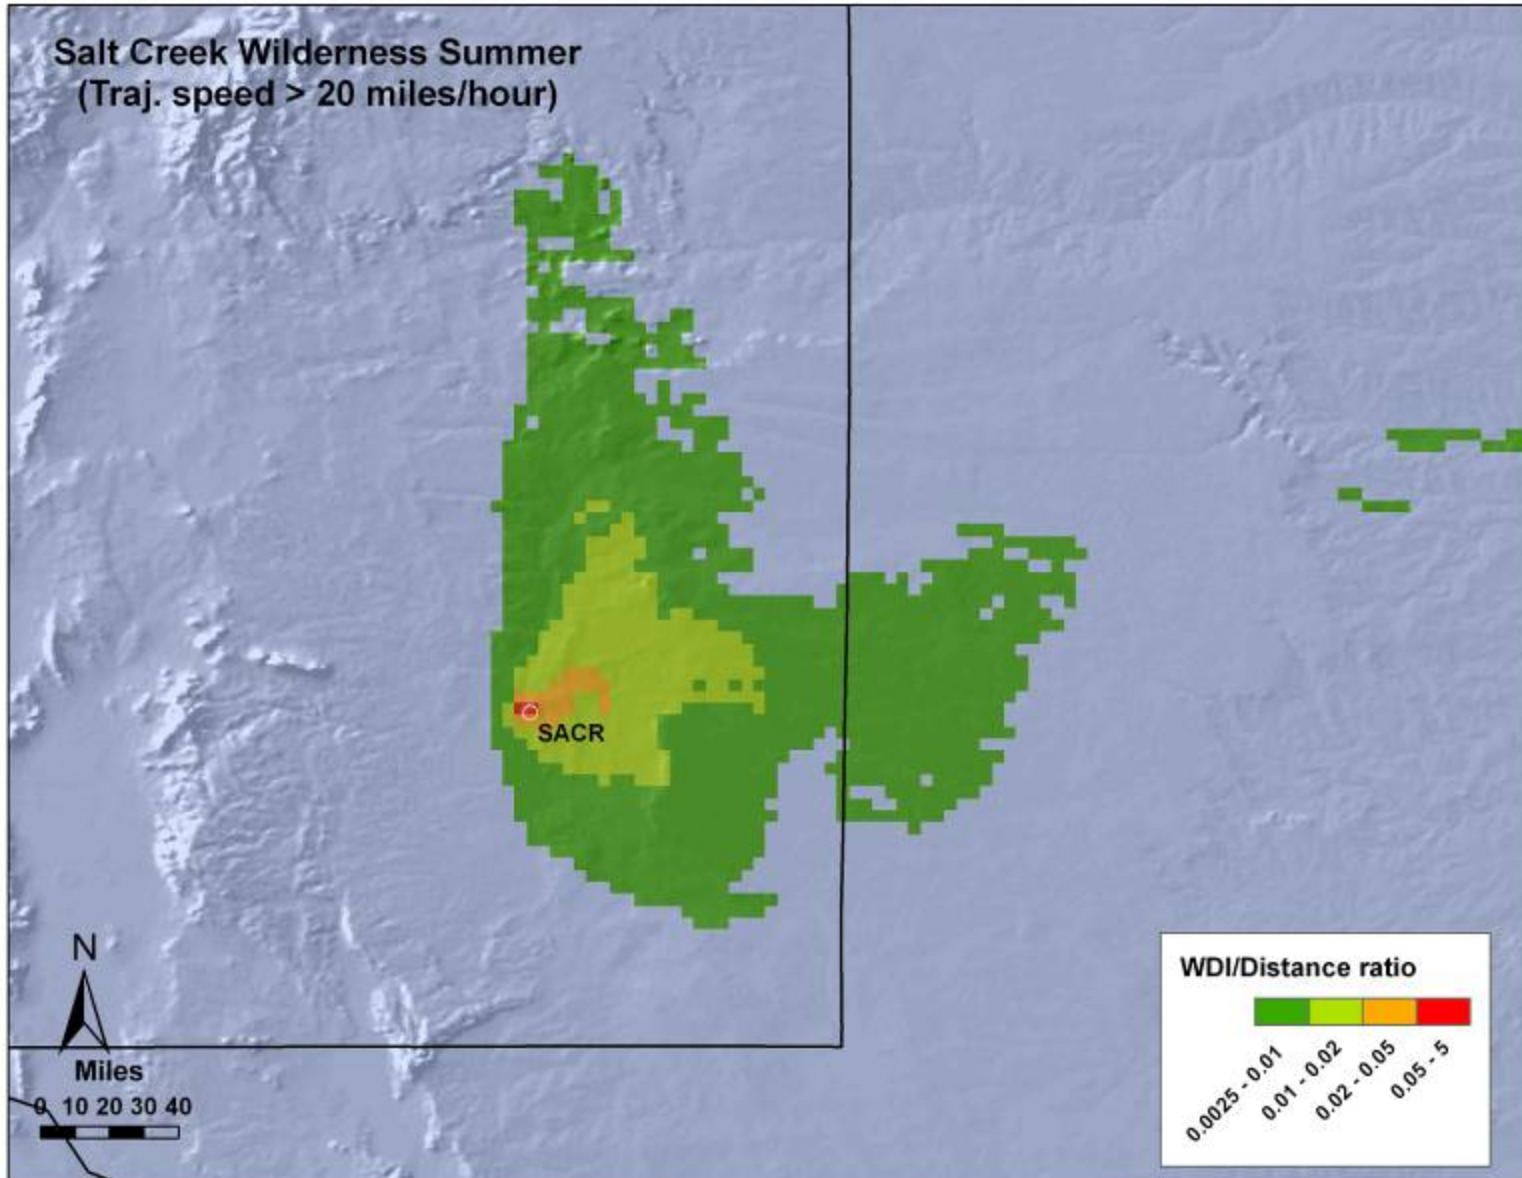 Salt Creek Wilderness Summer
(Traj. speed > 20 miles/hour)
SACR
N
Miles
0 10 20 30 40
WDI/Distance ratio
0.0025 - 0.01
0.01 - 0.02
0.02 - 0.05
0.05 - 5